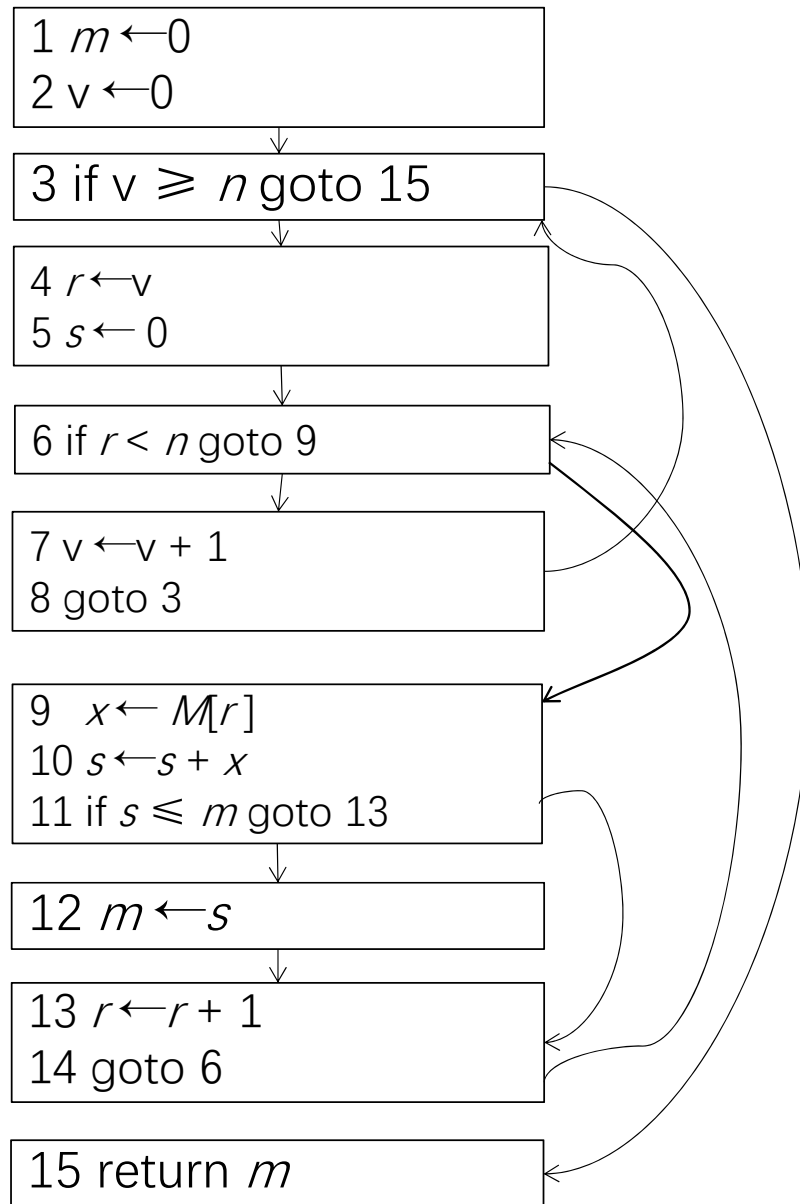 1 m ←0
2 v ←0
3 if v ⩾ n goto 15
4 r ←v
5 s ← 0
6 if r < n goto 9
7 v ←v + 1
8 goto 3
9 x ← M[r]
10 s ←s + x
11 if s ⩽ m goto 13
12 m ←s
13 r ←r + 1
14 goto 6
15 return m